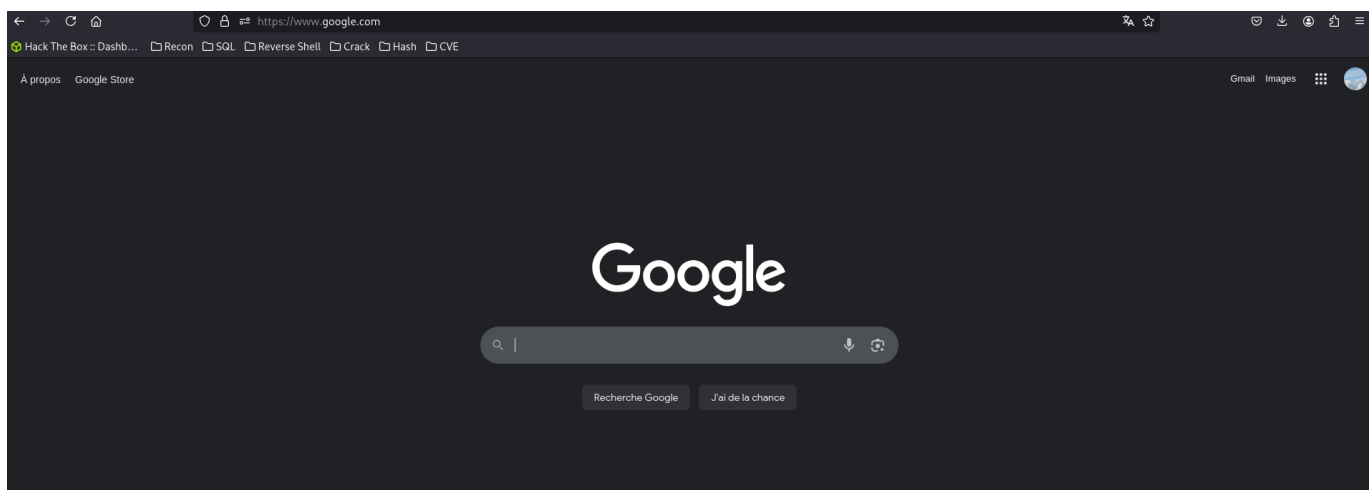 https://www.google.com
Hack The Box :: Dashb... Recon SQL Reverse Shell Crack Hash CVE
À propos Google Store Gmail Images
Google
Recherche Google J'ai de la chance